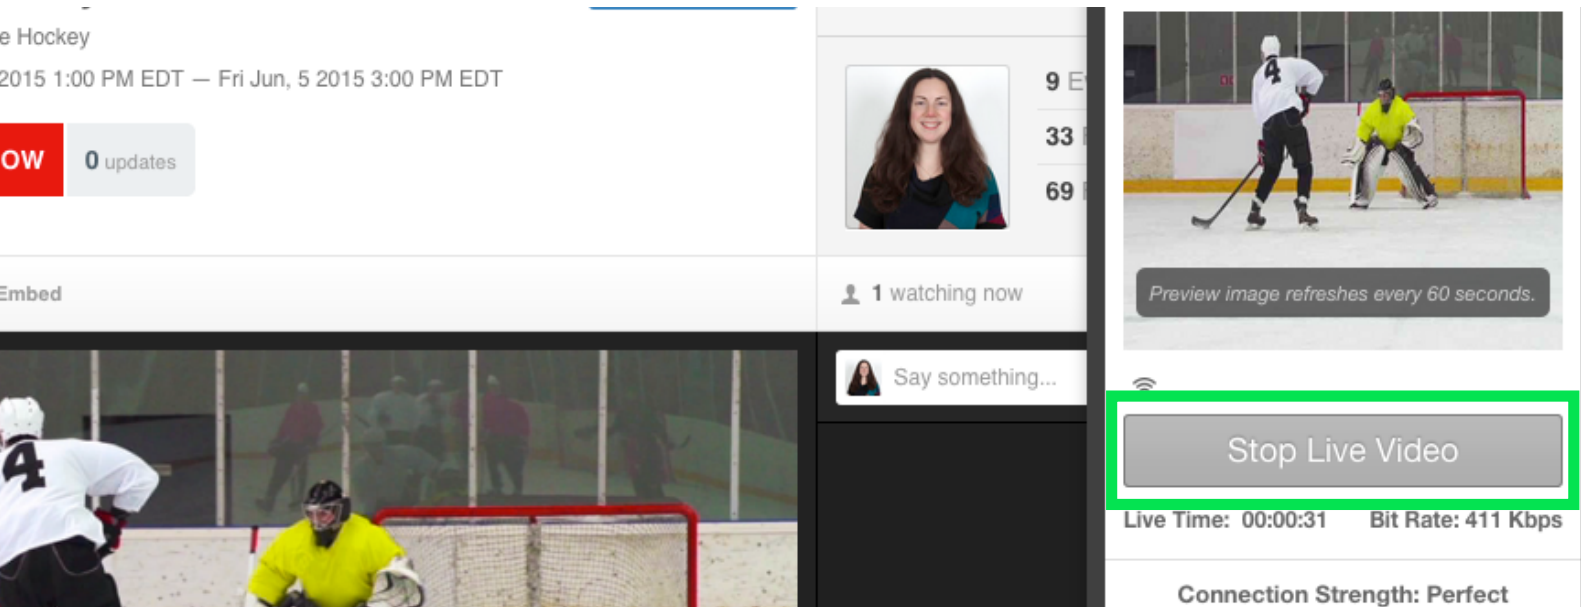 e Hockey
2015 1:00 PM EDT — Fri Jun, 5 2015 3:00 PM EDT
OW
0 updates
Embed
9 E
33
69
1 watching now
Say something...
4
4
Preview image refreshes every 60 seconds.
Stop Live Video
Live Time: 00:00:31 Bit Rate: 411 Kbps
Connection Strength: Perfect